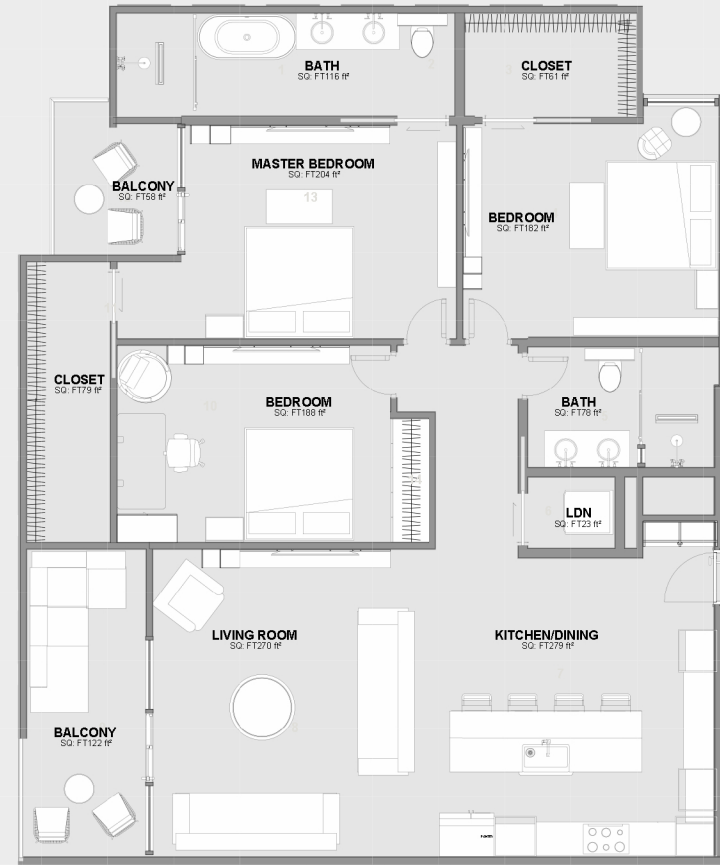 BATH
SQ: FT116 ft²
CLOSET
SQ: FT61 ft²
MASTER BEDROOM
SQ: FT204 ft²
13
BALCONY
SQ: FT58 ft²
BEDROOM
SQ: FT182 ft²
CLOSET
SQ: FT79 ft²
BEDROOM
SQ: FT188 ft²
BATH
SQ: FT78 ft²
LDN
SQ: FT23 ft²
LIVING ROOM
SQ: FT270 ft²
KITCHEN/DINING
SQ: FT279 ft²
BALCONY
SQ: FT122 ft²